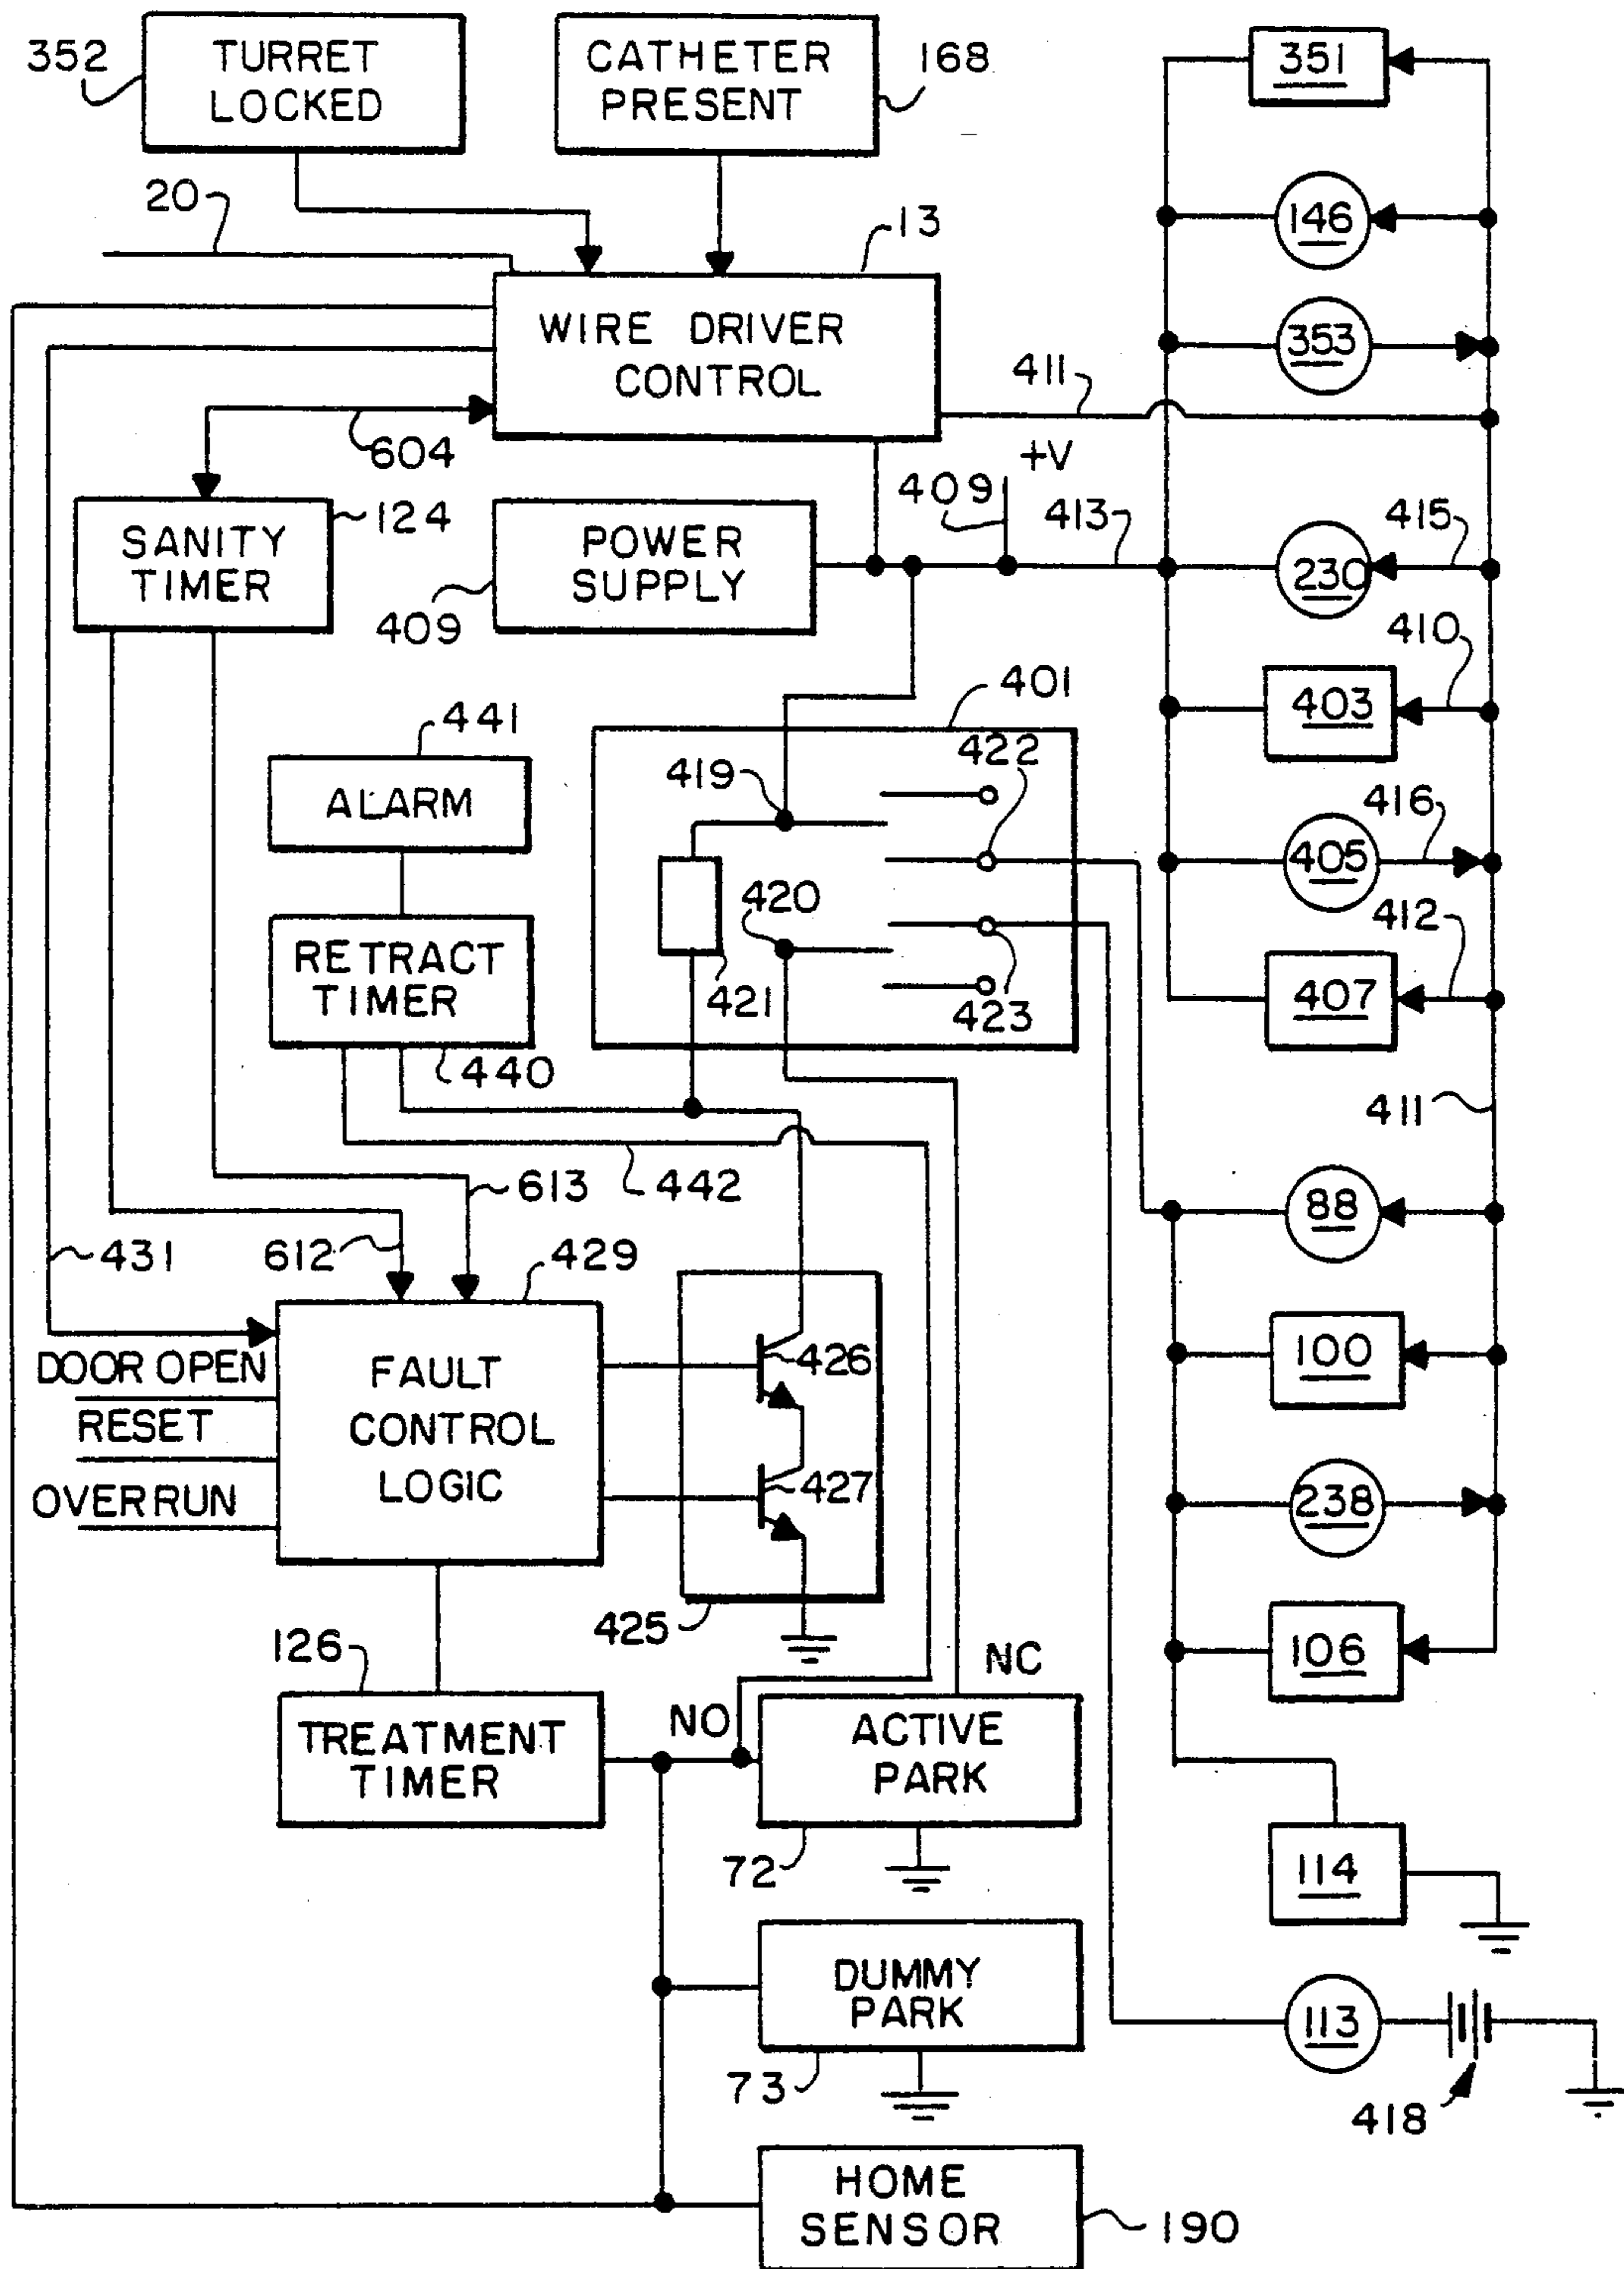 352
TURRET
LOCKED
CATHETER
PRESENT
168
351
20
13
146
WIRE DRIVER
CONTROL
353
411
604
+V
409
413
415
SANITY
TIMER
124
POWER
SUPPLY
409
230
410
401
403
441
ALARM
419
422
416
405
420
412
RETRACT
TIMER
421
423
407
440
411
442
613
88
431
612
429
DOOR OPEN
RESET
OVERRUN
FAULT
CONTROL
LOGIC
426
427
100
238
425
106
126
NC
NO
TREATMENT
TIMER
ACTIVE
PARK
72
114
DUMMY
PARK
73
113
418
HOME
SENSOR
190